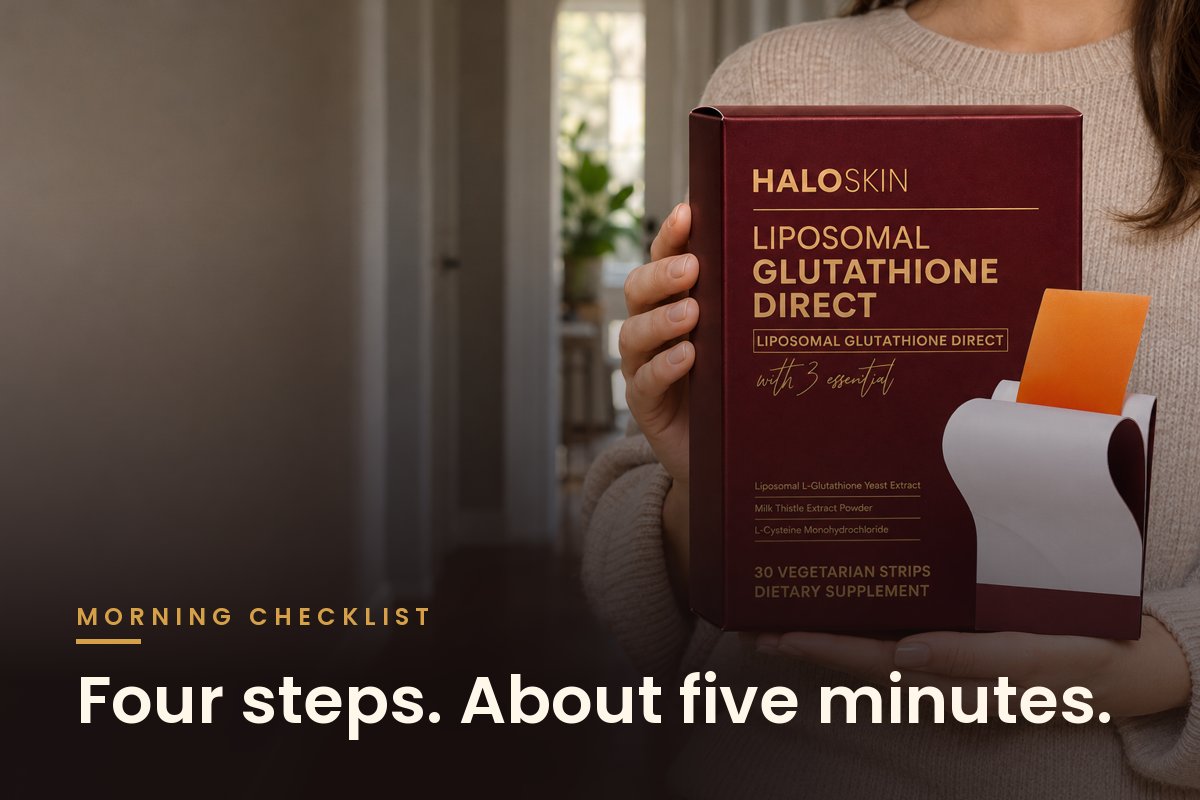 HALOSKIN
LIPOSOMAL
GLUTATHIONE
DIRECT
LIPOSOMAL GLUTATHIONE DIRECT
with 3 essential
Liposomal L-Glutathione Yeast Extract
Milk Thistle Extract Powder
L-Cysteine Monohydrochloride
30 VEGETARIAN STRIPS
DIETARY SUPPLEMENT
MORNING CHECKLIST
Four steps. About five minutes.